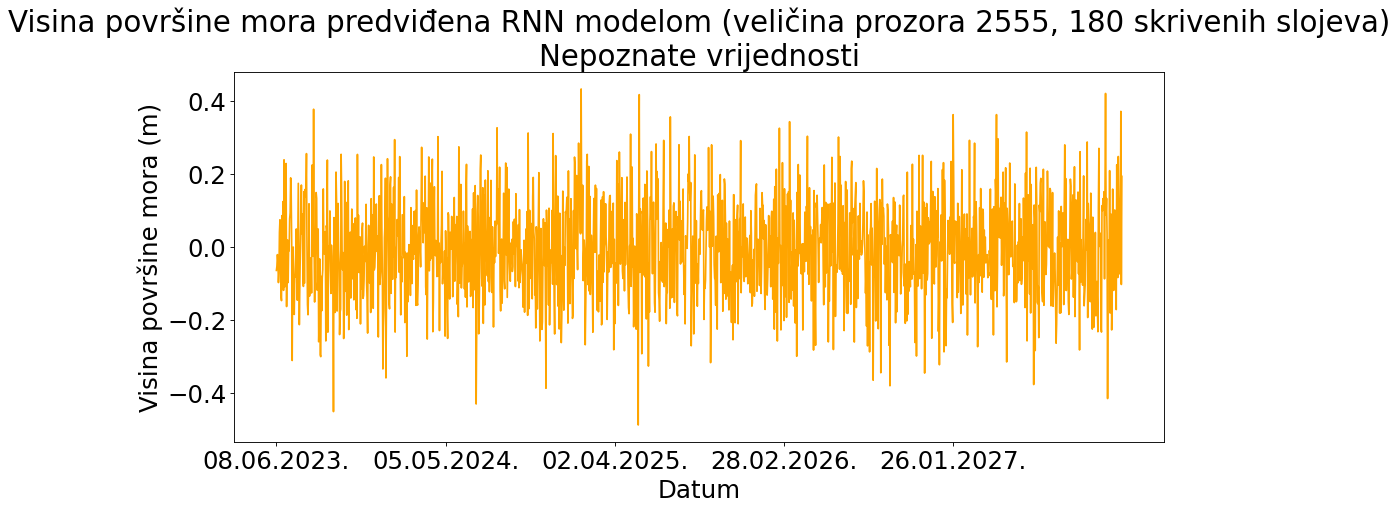 Visina površine mora predviđena RNN modelom (veličina prozora 2555, 180 skrivenih slojeva)
Nepoznate vrijednosti
Visina površine mora (m)
0.4
0.2
0.0
−0.2
−0.4
08.06.2023. 05.05.2024. 02.04.2025. 28.02.2026. 26.01.2027.
Datum